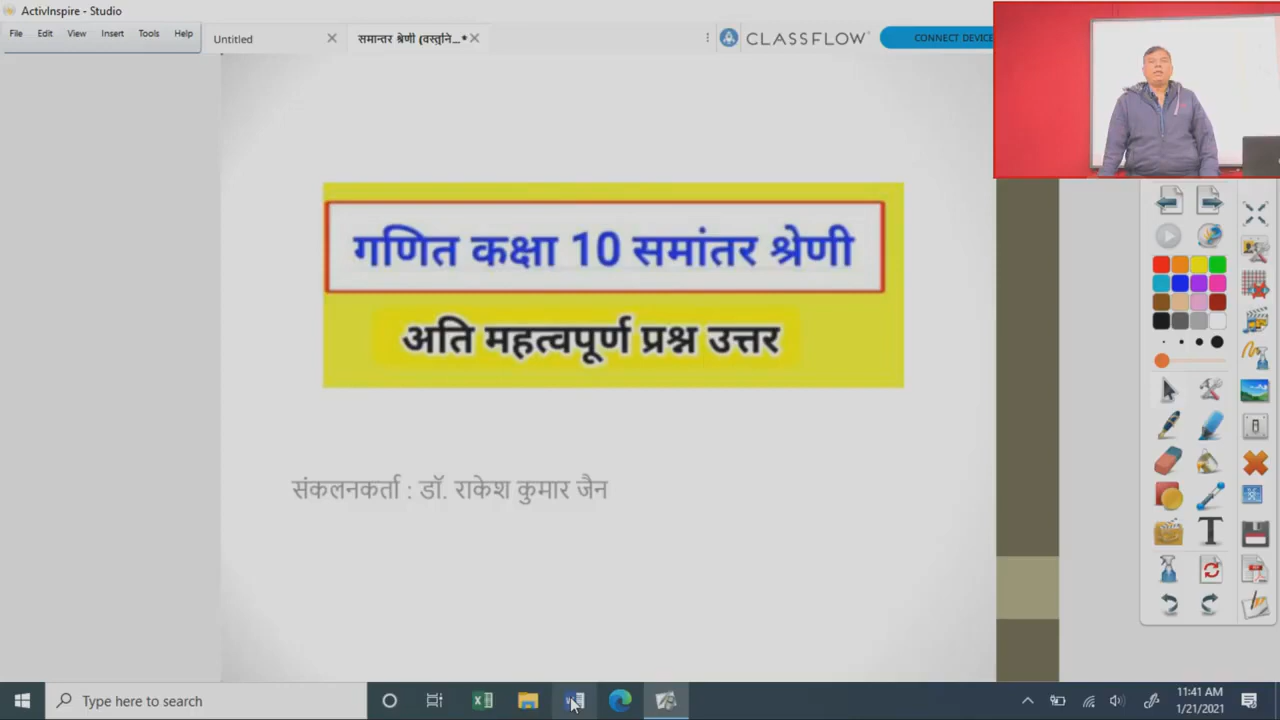 ActivInspire - Studio
File Edit View Insert Tools Help
Untitled
समान्तर श्रेणी (वस्तुनि...*
CLASSFLOW
CONNECT DEVICE
गणित कक्षा 10 समांतर श्रेणी
अति महत्वपूर्ण प्रश्न उत्तर
संकलनकर्ता : डॉ. राकेश कुमार जैन
Type here to search
11:41 AM
1/21/2021